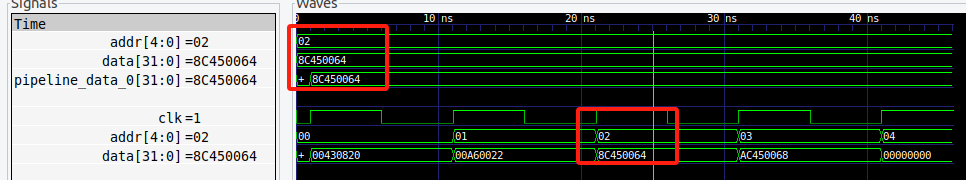 Signals
Waves
Time
10 ns 20 ns 30 ns 40 ns
addr[4:0] =02 02
data[31:0] =8C450064 8C450064
pipeline_data_0[31:0] =8C450064 + 8C450064
clk=1
addr[4:0] =02 00 01 02 03 04
data[31:0] =8C450064 + 00430820 00A60022 8C450064 AC450068 00000000